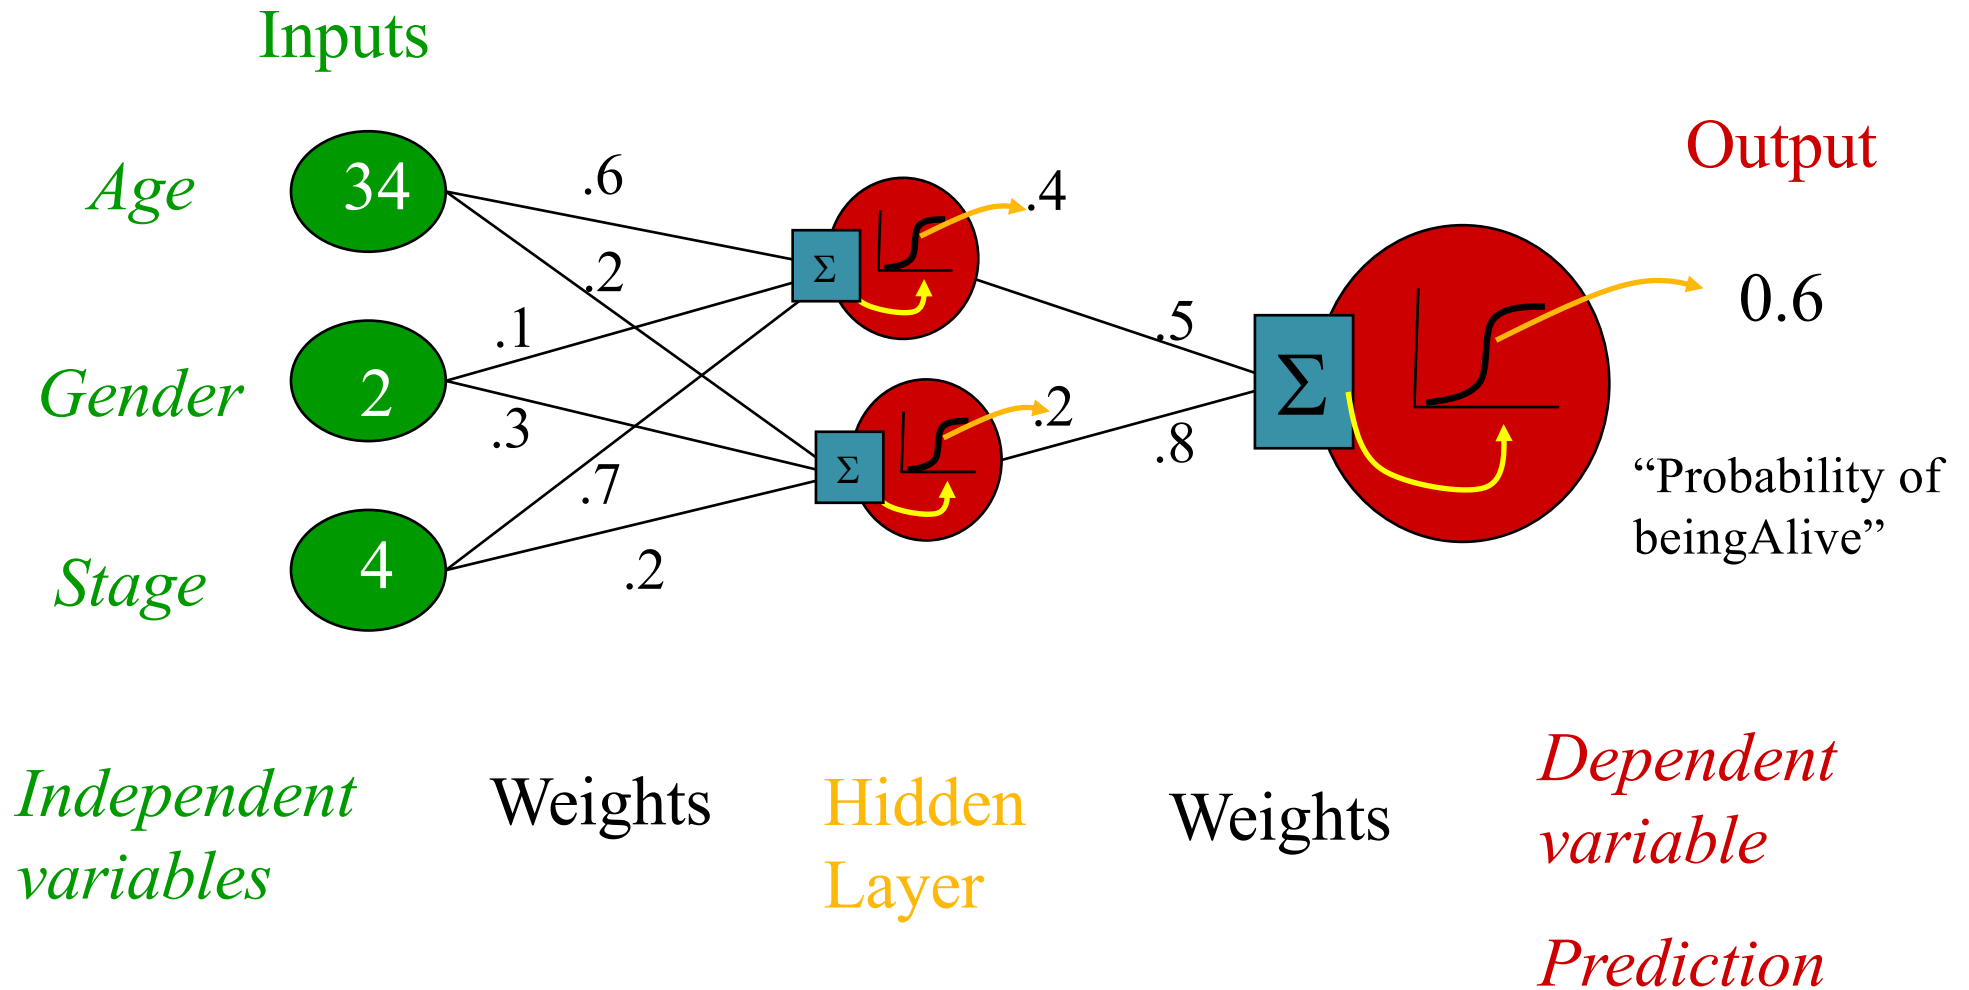 Inputs
Output
Age
34
.6
.4
.2
Σ
0.6
Gender
2
.1
.5
Σ
.3
.2
.8
Σ
“Probability of
beingAlive”
Stage
4
.7
.2
Independent
variables
Weights
Hidden
Layer
Weights
Dependent
variable
Prediction